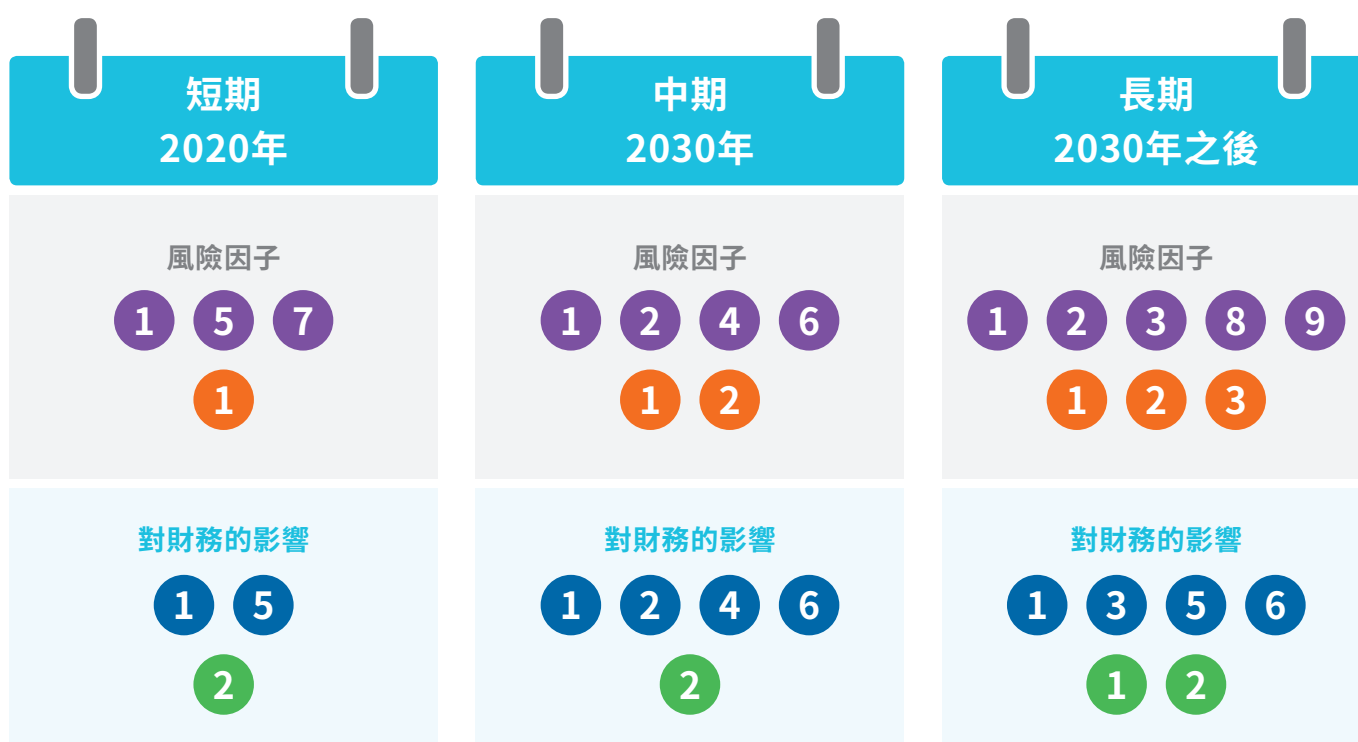 短期
2020年
風險因子
1 5 7
1
對財務的影響
1 5
2
中期
2030年
風險因子
1 2 4 6
1 2
對財務的影響
1 2 4 6
2
長期
2030年之後
風險因子
1 2 3 8 9
1 2 3
對財務的影響
1 3 5 6
1 2